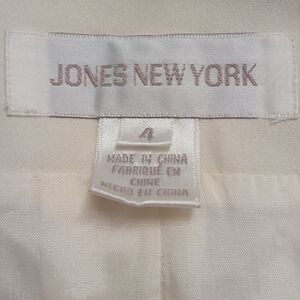 JONES NEW YORK
4
MADE IN CHINA
FABRIQUÉ EN
CHINE
HECHO EN CHINA